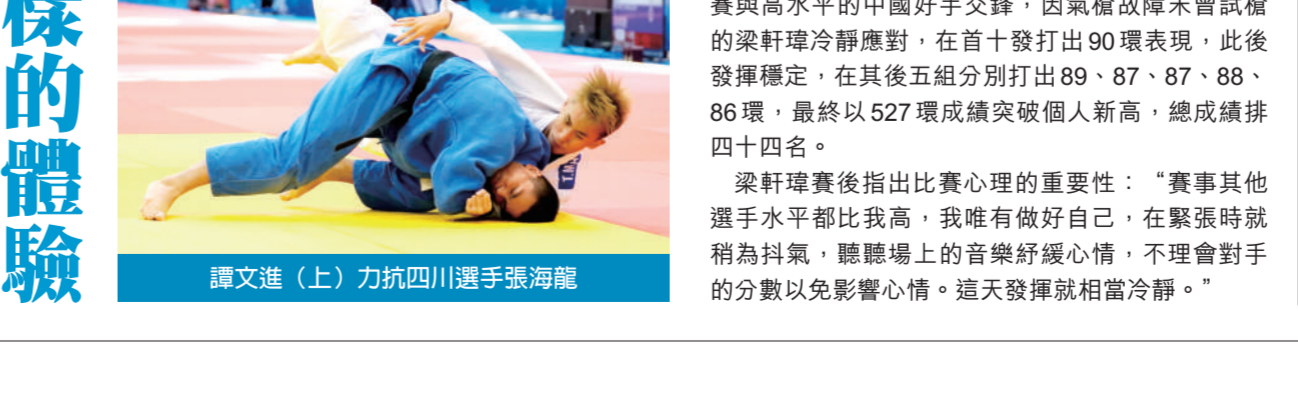 樣的體驗
譚文進（上）力抗四川選手張海龍
賽與高水平的中國好手交鋒，因氣槍故障未曾試槍
的梁軒瑋冷靜應對，在首十發打出90環表現，此後
發揮穩定，在其後五組分別打出89、87、87、88、
86環，最終以527環成績突破個人新高，總成績排
四十四名。
梁軒瑋賽後指出比賽心理的重要性：“賽事其他
選手水平都比我高，我唯有做好自己，在緊張時就
稍為抖氣，聽聽場上的音樂紓緩心情，不理會對手
的分數以免影響心情。這天發揮就相當冷靜。”